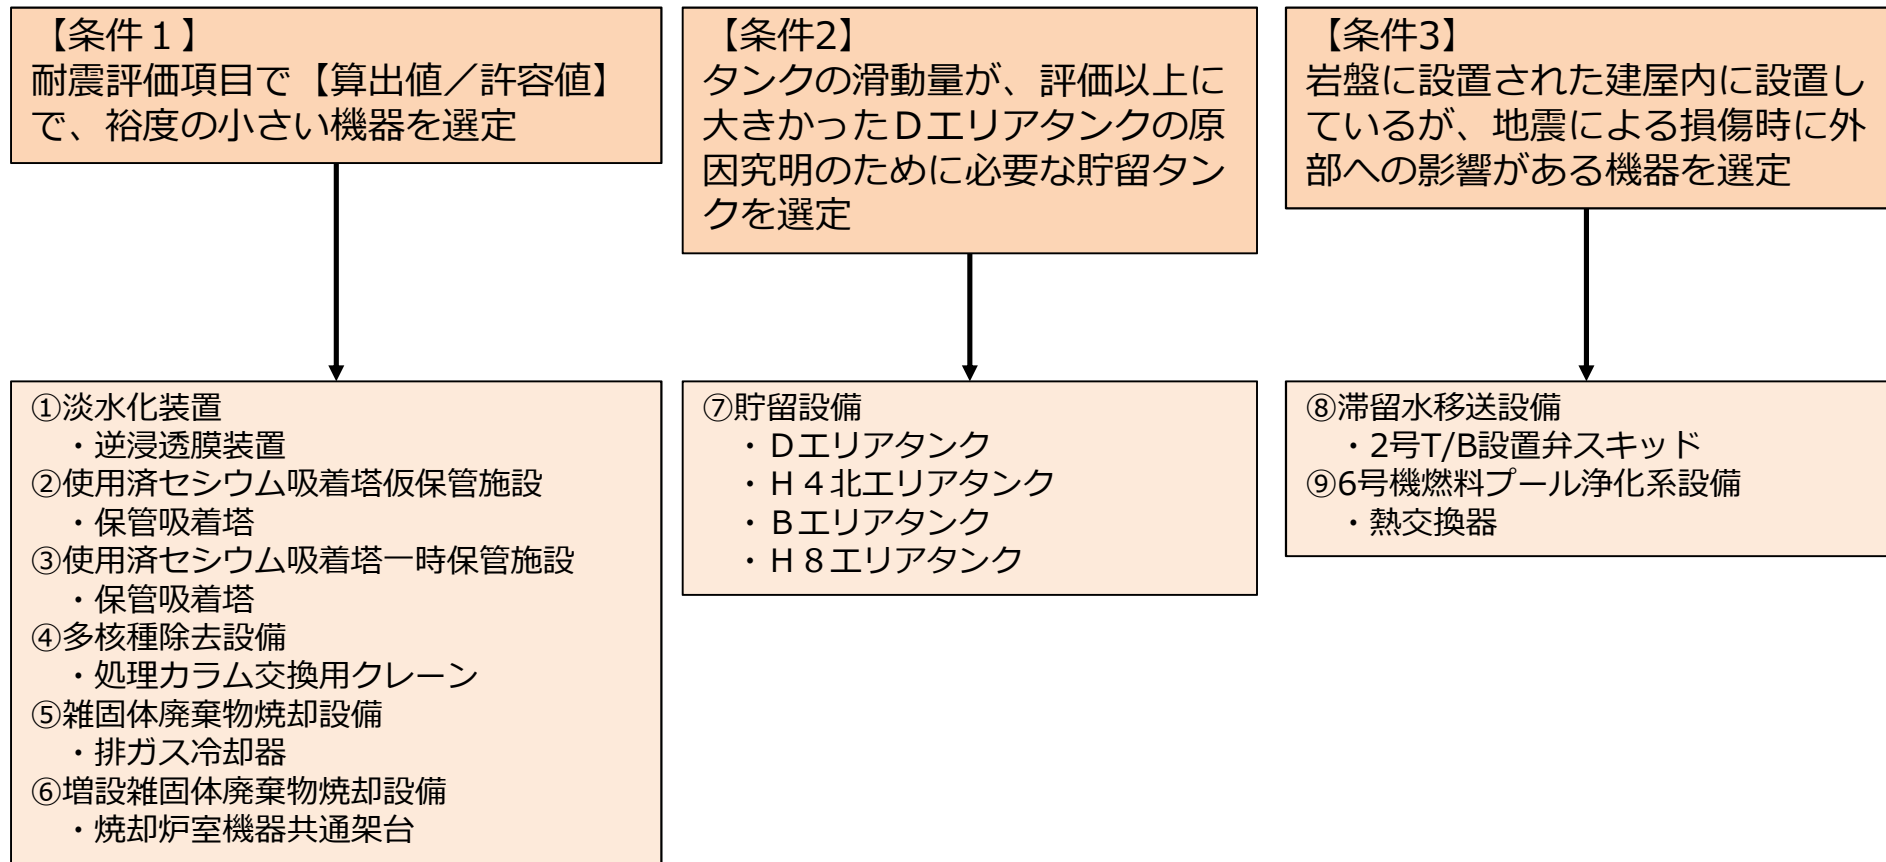 【条件１】
耐震評価項目で【算出値／許容値】
で、裕度の小さい機器を選定
【条件2】
タンクの滑動量が、評価以上に
大きかったＤエリアタンクの原
因究明のために必要な貯留タン
クを選定
【条件3】
岩盤に設置された建屋内に設置し
ているが、地震による損傷時に外
部への影響がある機器を選定
①淡水化装置
・逆浸透膜装置
②使用済セシウム吸着塔仮保管施設
・保管吸着塔
③使用済セシウム吸着塔一時保管施設
・保管吸着塔
④多核種除去設備
・処理カラム交換用クレーン
⑤雑固体廃棄物焼却設備
・排ガス冷却器
⑥増設雑固体廃棄物焼却設備
・焼却炉室機器共通架台
⑦貯留設備
・Ｄエリアタンク
・Ｈ４北エリアタンク
・Ｂエリアタンク
・Ｈ８エリアタンク
⑧滞留水移送設備
・2号T/B設置弁スキッド
⑨6号機燃料プール浄化系設備
・熱交換器